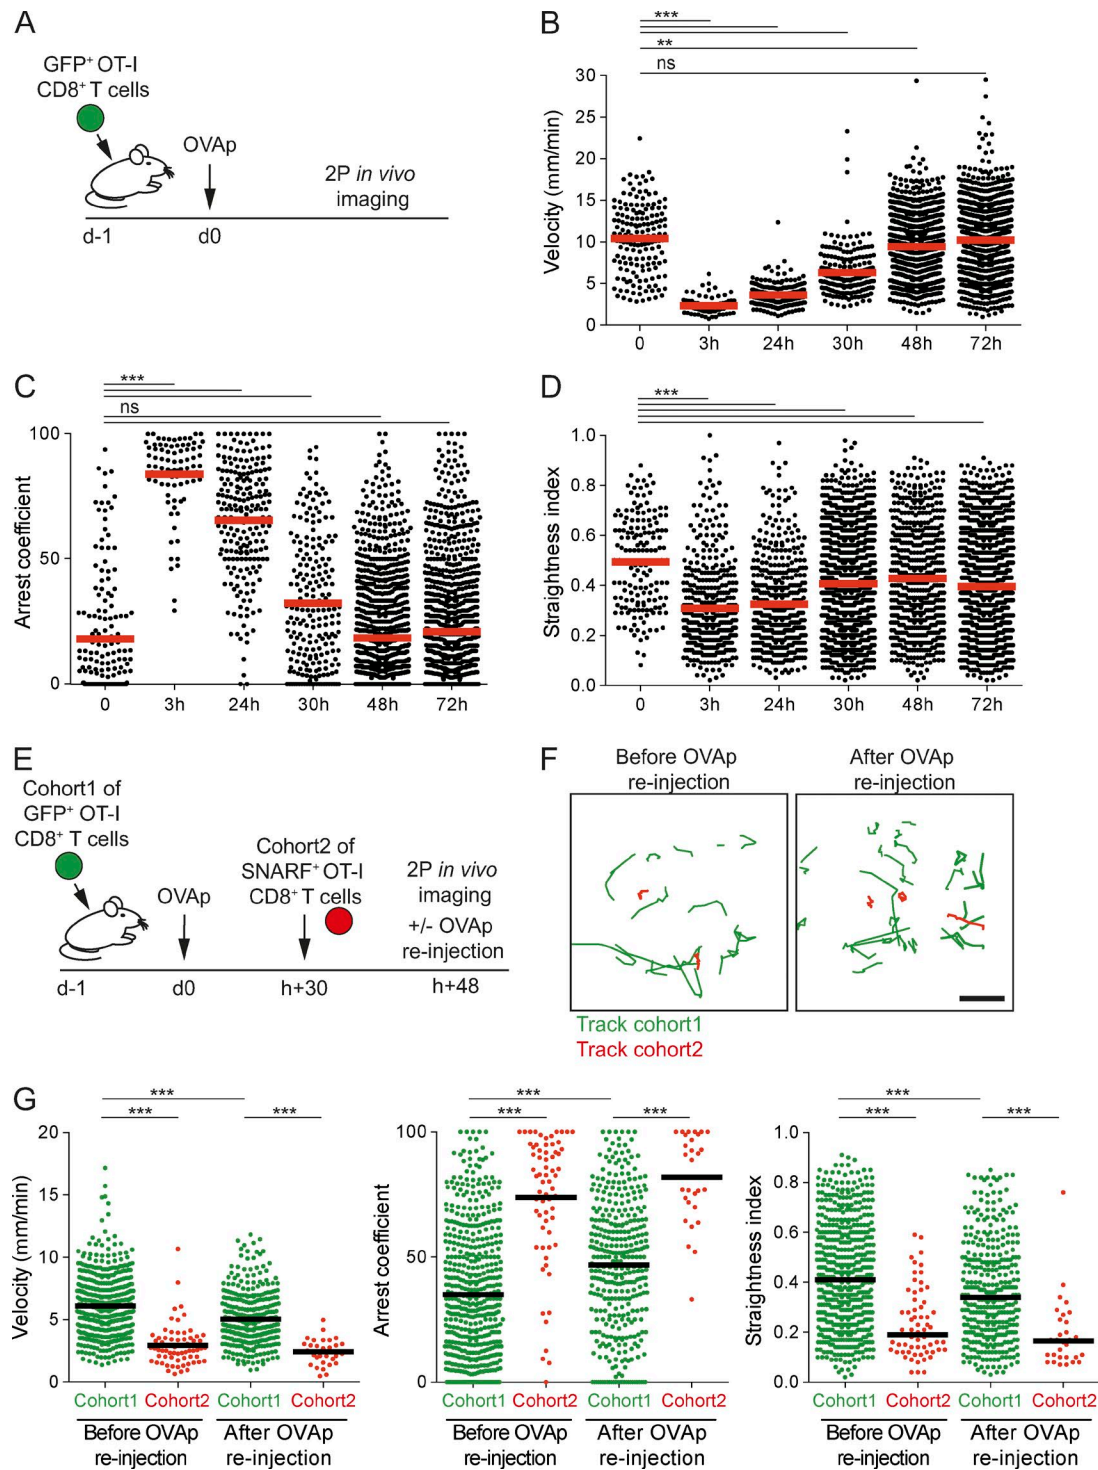 A
GFP+ OT-I
CD8+ T cells
OVAp
2P in vivo
imaging
d-1
d0
B
***
**
ns
Velocity (mm/min)
30
25
20
15
10
5
0
0 3h 24h 30h 48h 72h
C
***
ns
Arrest coefficient
100
50
0
0 3h 24h 30h 48h 72h
D
***
Straightness index
1.0
0.8
0.6
0.4
0.2
0.0
0 3h 24h 30h 48h 72h
E
Cohort1 of
GFP+ OT-I
CD8+ T cells
OVAp
Cohort2 of
SNARF+ OT-I
CD8+ T cells
2P in vivo
imaging
+/- OVAp
re-injection
d-1
d0
h+30
h+48
F
Before OVAp
re-injection
After OVAp
re-injection
Track cohort1
Track cohort2
G
***
*** ***
Velocity (mm/min)
20
15
10
5
0
Cohort1 Cohort2 Cohort1 Cohort2
Before OVAp
re-injection
After OVAp
re-injection
***
*** ***
Arrest coefficient
100
50
0
Cohort1 Cohort2 Cohort1 Cohort2
Before OVAp
re-injection
After OVAp
re-injection
***
*** ***
Straightness index
1.0
0.8
0.6
0.4
0.2
0.0
Cohort1 Cohort2 Cohort1 Cohort2
Before OVAp
re-injection
After OVAp
re-injection